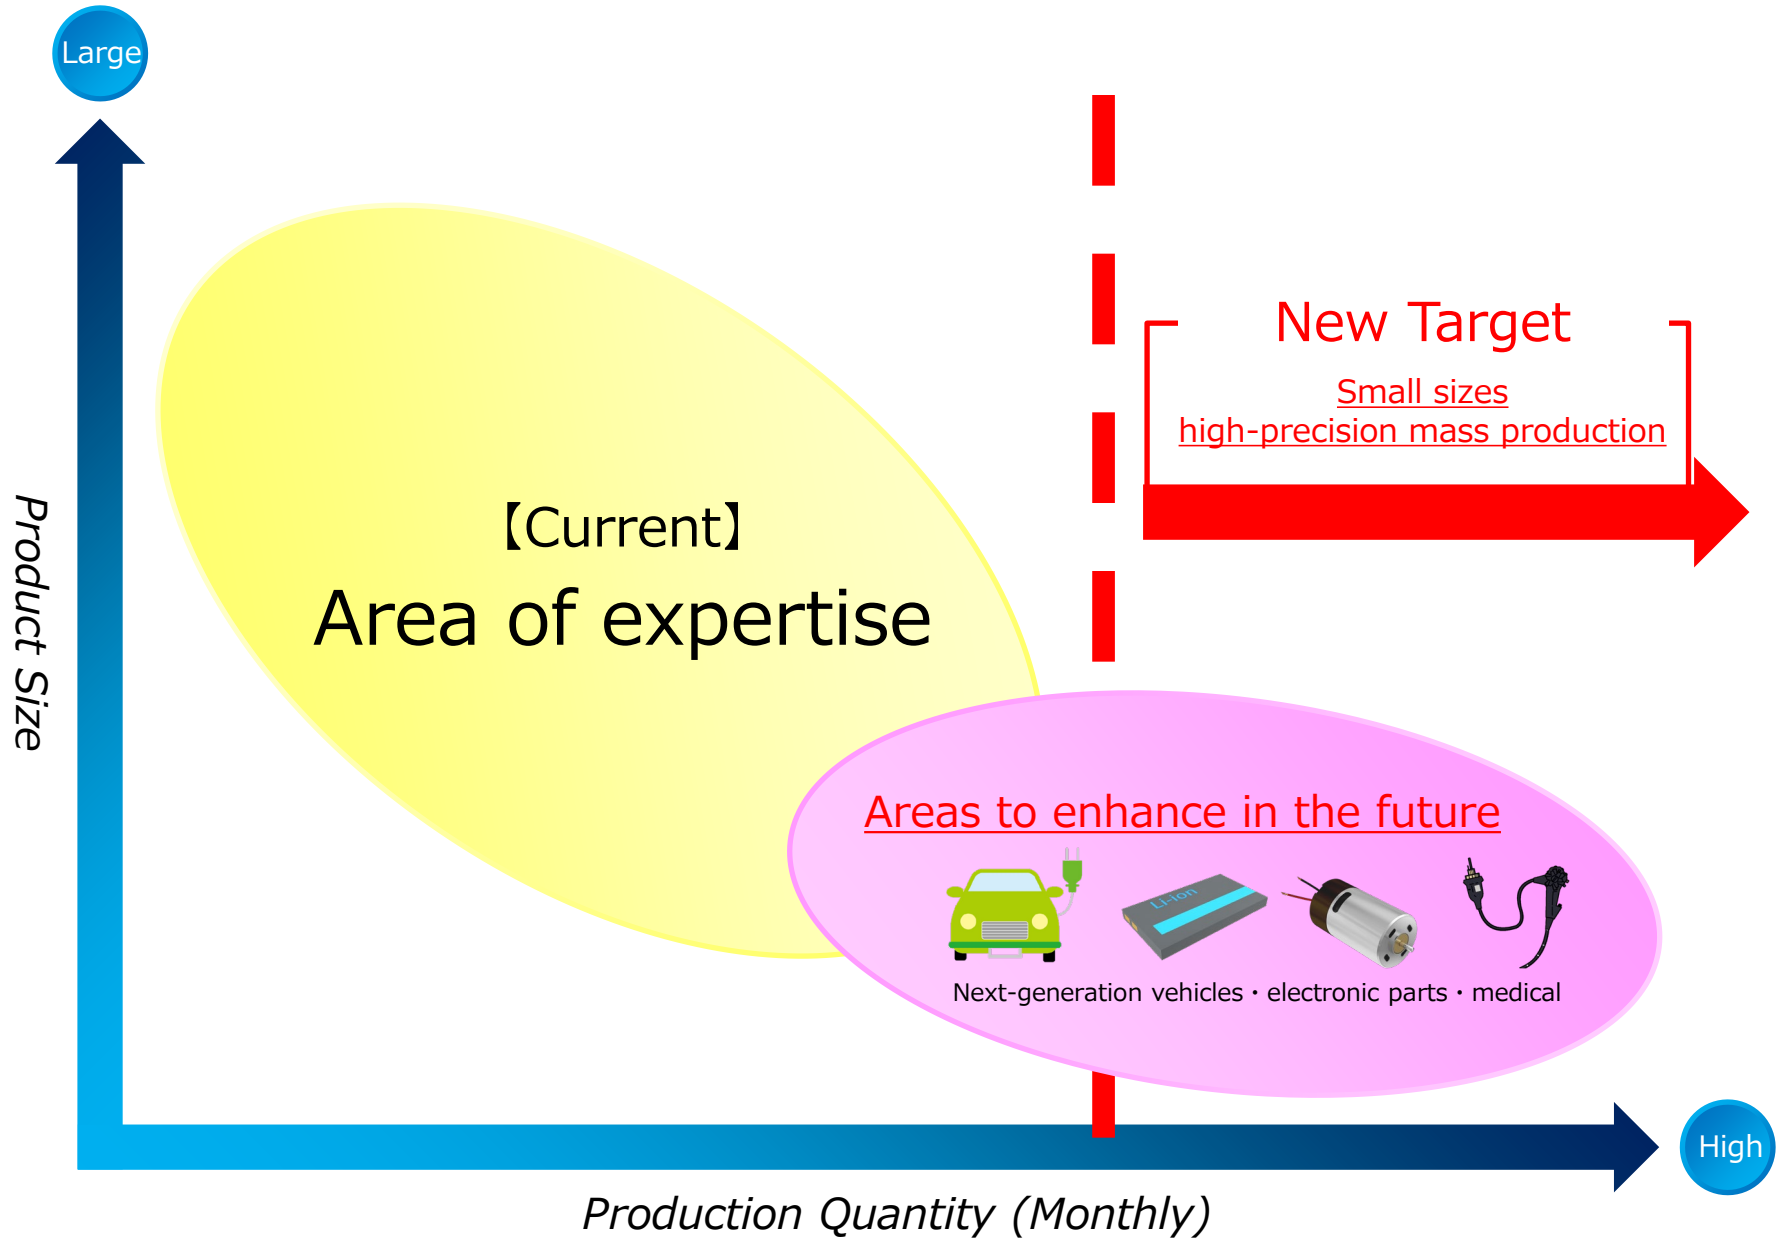 Large
New Target
Small sizes
high-precision mass production
【Current】
Area of expertise
Product Size
Areas to enhance in the future
Li-ion
Next-generation vehicles・electronic parts・medical
High
Production Quantity (Monthly)